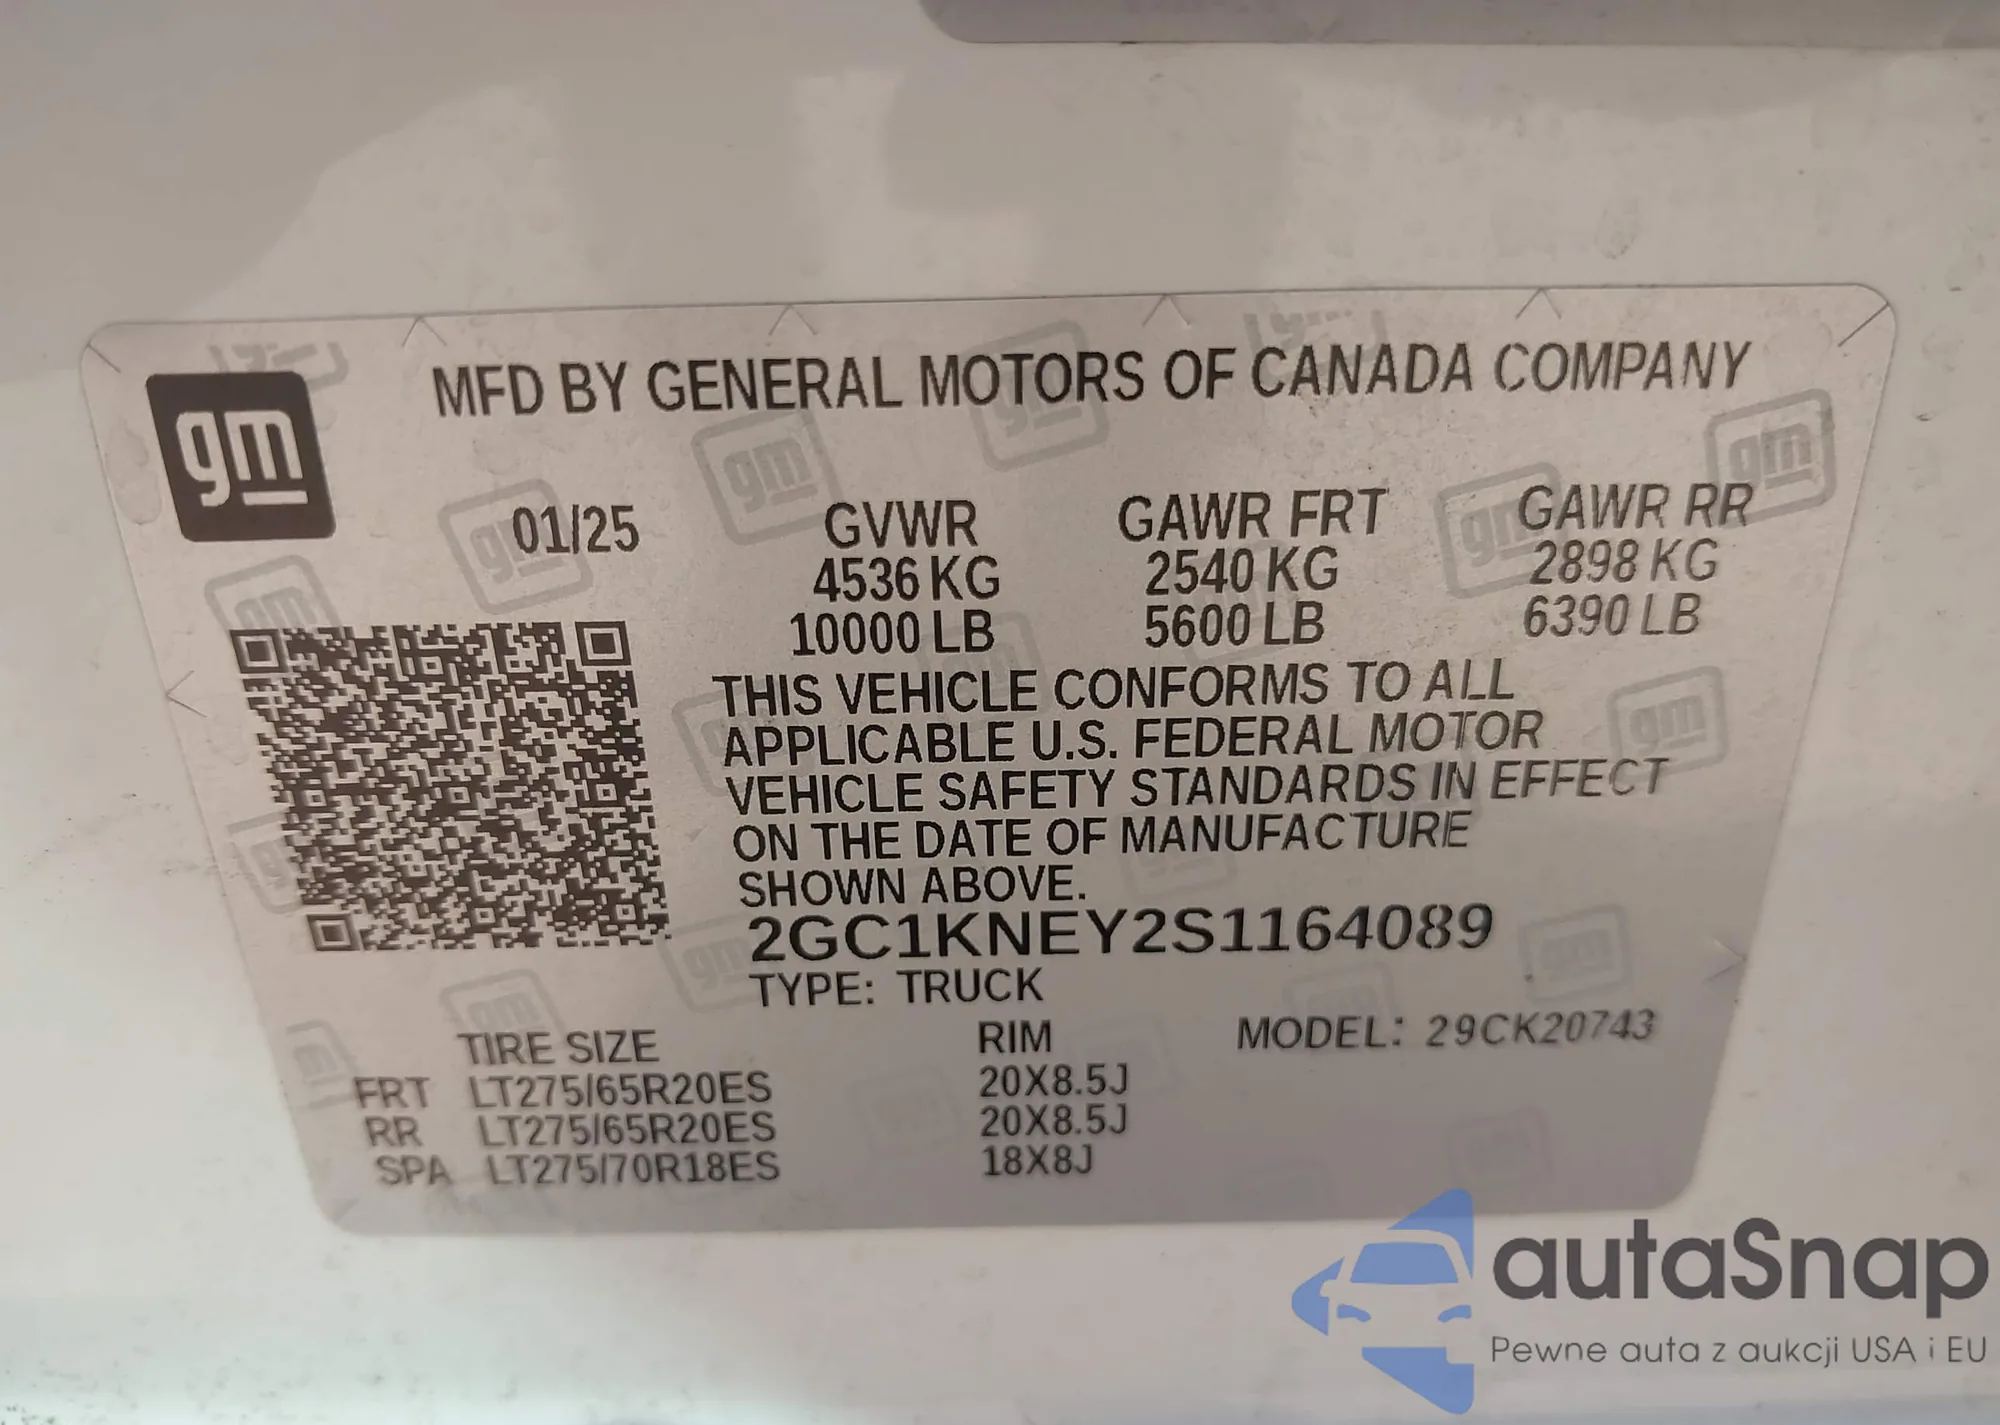 gm
MFD BY GENERAL MOTORS OF CANADA COMPANY
01/25
GVWR GAWR FRT GAWR RR
4536 KG 2540 KG 2898 KG
10000 LB 5600 LB 6390 LB
THIS VEHICLE CONFORMS TO ALL
APPLICABLE U.S. FEDERAL MOTOR
VEHICLE SAFETY STANDARDS IN EFFECT
ON THE DATE OF MANUFACTURE
SHOWN ABOVE.
2GC1KNEY2S1164089
TYPE: TRUCK
TIRE SIZE RIM MODEL: 29CK20743
FRT LT275/65R20ES 20X8.5J
RR LT275/65R20ES 20X8.5J
SPA LT275/70R18ES 18X8J
autaSnap
Pewne auta z aukcji USA i EU